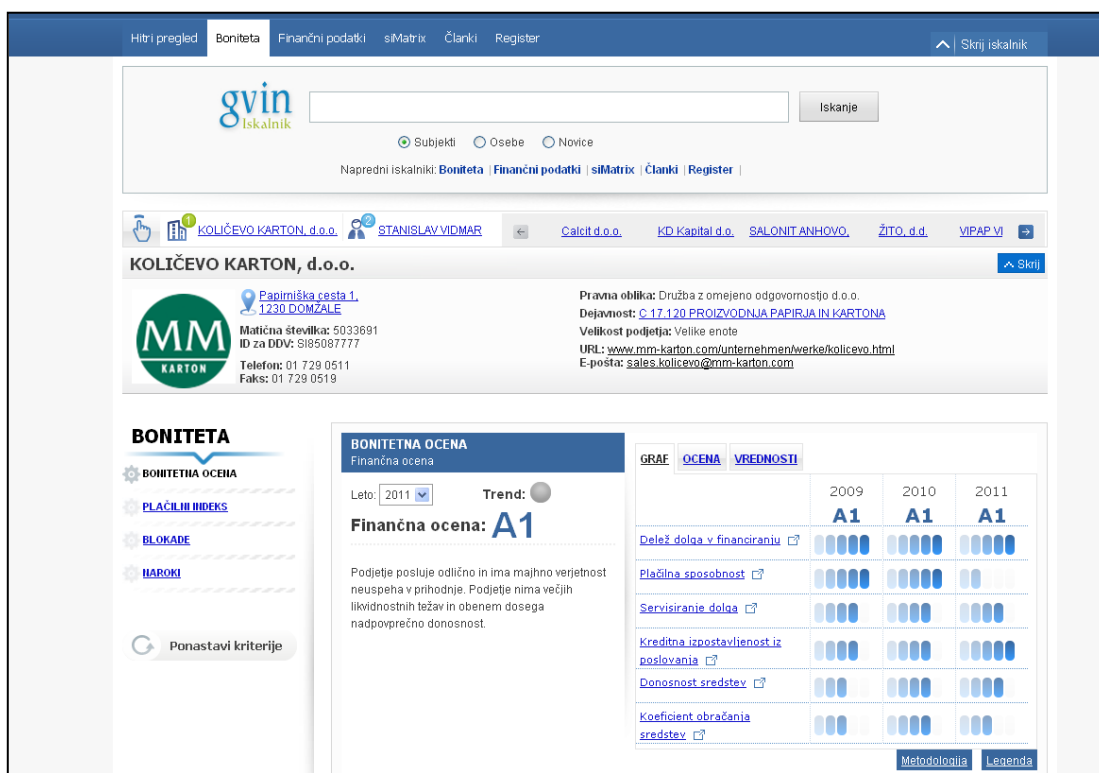 Hitri pregled Boniteta Finančni podatki siMatrix Članki Register Skrij iskalnik
gvin
Iskalnik
Iskanje
Subjekti Osebe Novice
Napredni iskalniki: Boniteta | Finančni podatki | siMatrix | Članki | Register |
1 KOLIČEVO KARTON, d.o.o. 2 STANISLAV VIDMAR Calcit d.o.o. KD Kapital d.o. SALONIT ANHOVO, ŽITO, d.d. VIPAP VI
KOLIČEVO KARTON, d.o.o. Skrij
MM
KARTON
Papirniška cesta 1,
1230 DOMŽALE
Matična številka: 5033691
ID za DDV: SI85087777
Telefon: 01 729 0511
Faks: 01 729 0519
Pravna oblika: Družba z omejeno odgovornostjo d.o.o.
Dejavnost: C 17.120 PROIZVODNJA PAPIRJA IN KARTONA
Velikost podjetja: Velike enote
URL: www.mm-karton.com/unternehmen/werke/kolicevo.html
E-pošta: sales.kolicevo@mm-karton.com
BONITETA
BONITETNA OCENA
PLAČILNI INDEKS
BLOKADE
NAROKI
Ponastavi kriterije
BONITETNA OCENA
Finančna ocena
Leto: 2011 Trend:
Finančna ocena: A1
Podjetje posluje odlično in ima majhno verjetnost
neuspeha v prihodnje. Podjetje nima večjih
likvidnostnih težav in obenem dosega
nadpovprečno donosnost.
GRAF OCENA VREDNOSTI
2009 2010 2011
A1 A1 A1
Delež dolga v financiranju
Plačilna sposobnost
Servisiranje dolga
Kreditna izpostavljenost iz
poslovanja
Donosnost sredstev
Koeficient obračanja
sredstev
Metodologija Legenda